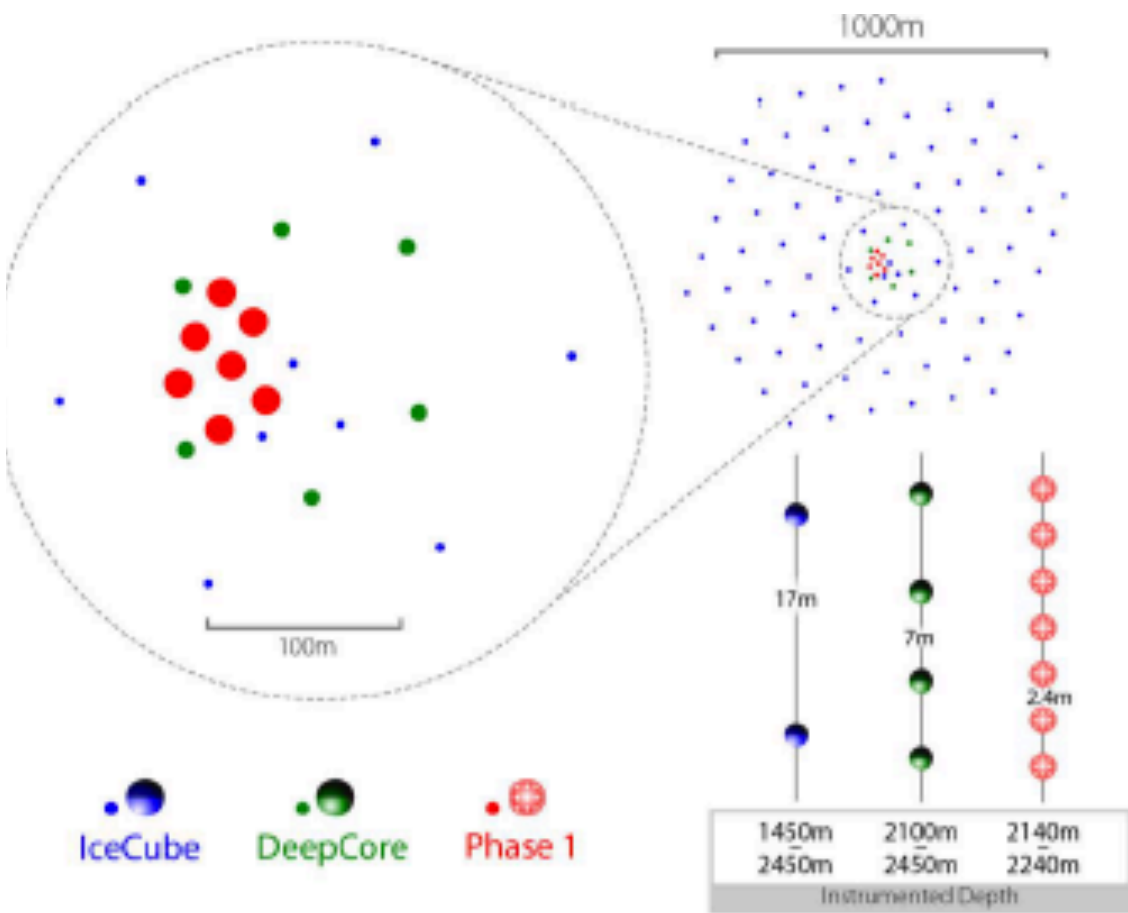 1000m
100m
17m
7m
2.4m
IceCube DeepCore Phase 1
1450m 2100m 2140m
– – –
2450m 2450m 2240m
Instrumented Depth